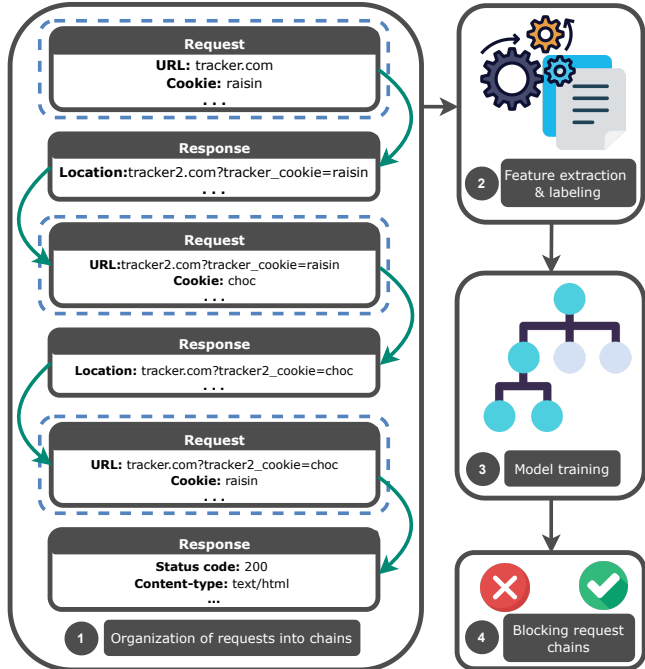 Request
URL: tracker.com
Cookie: raisin
. . .
Response
Location:tracker2.com?tracker_cookie=raisin
. . .
Request
URL:tracker2.com?tracker_cookie=raisin
Cookie: choc
. . .
Response
Location: tracker.com?tracker2_cookie=choc
. . .
Request
URL: tracker.com?tracker2_cookie=choc
Cookie: raisin
. . .
Response
Status code: 200
Content-type: text/html
...
1 Organization of requests into chains
2 Feature extraction
& labeling
3 Model training
4 Blocking request
chains